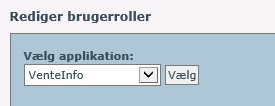 Rediger brugerroller
Vælg applikation:
VenteInfo Vælg